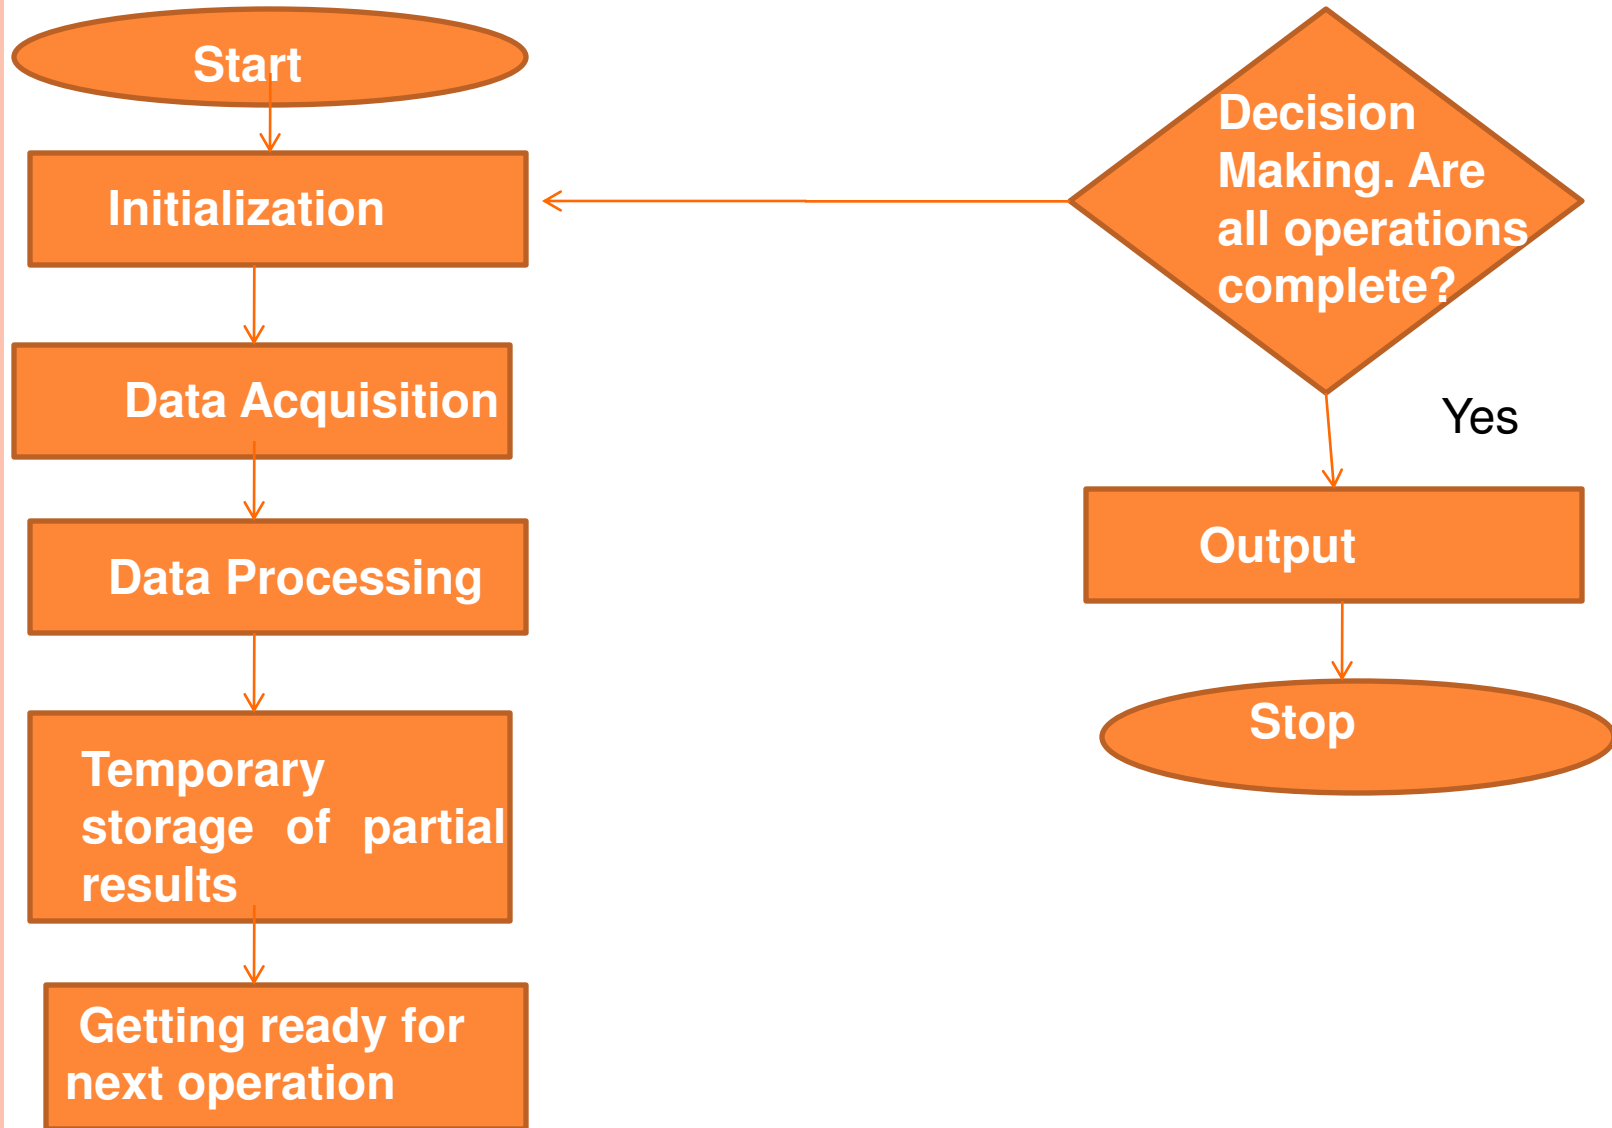 Start
Initialization
Data Acquisition
Data Processing
Temporary
storage of partial
results
Getting ready for
next operation
Decision
Making. Are
all operations
complete?
Yes
Output
Stop